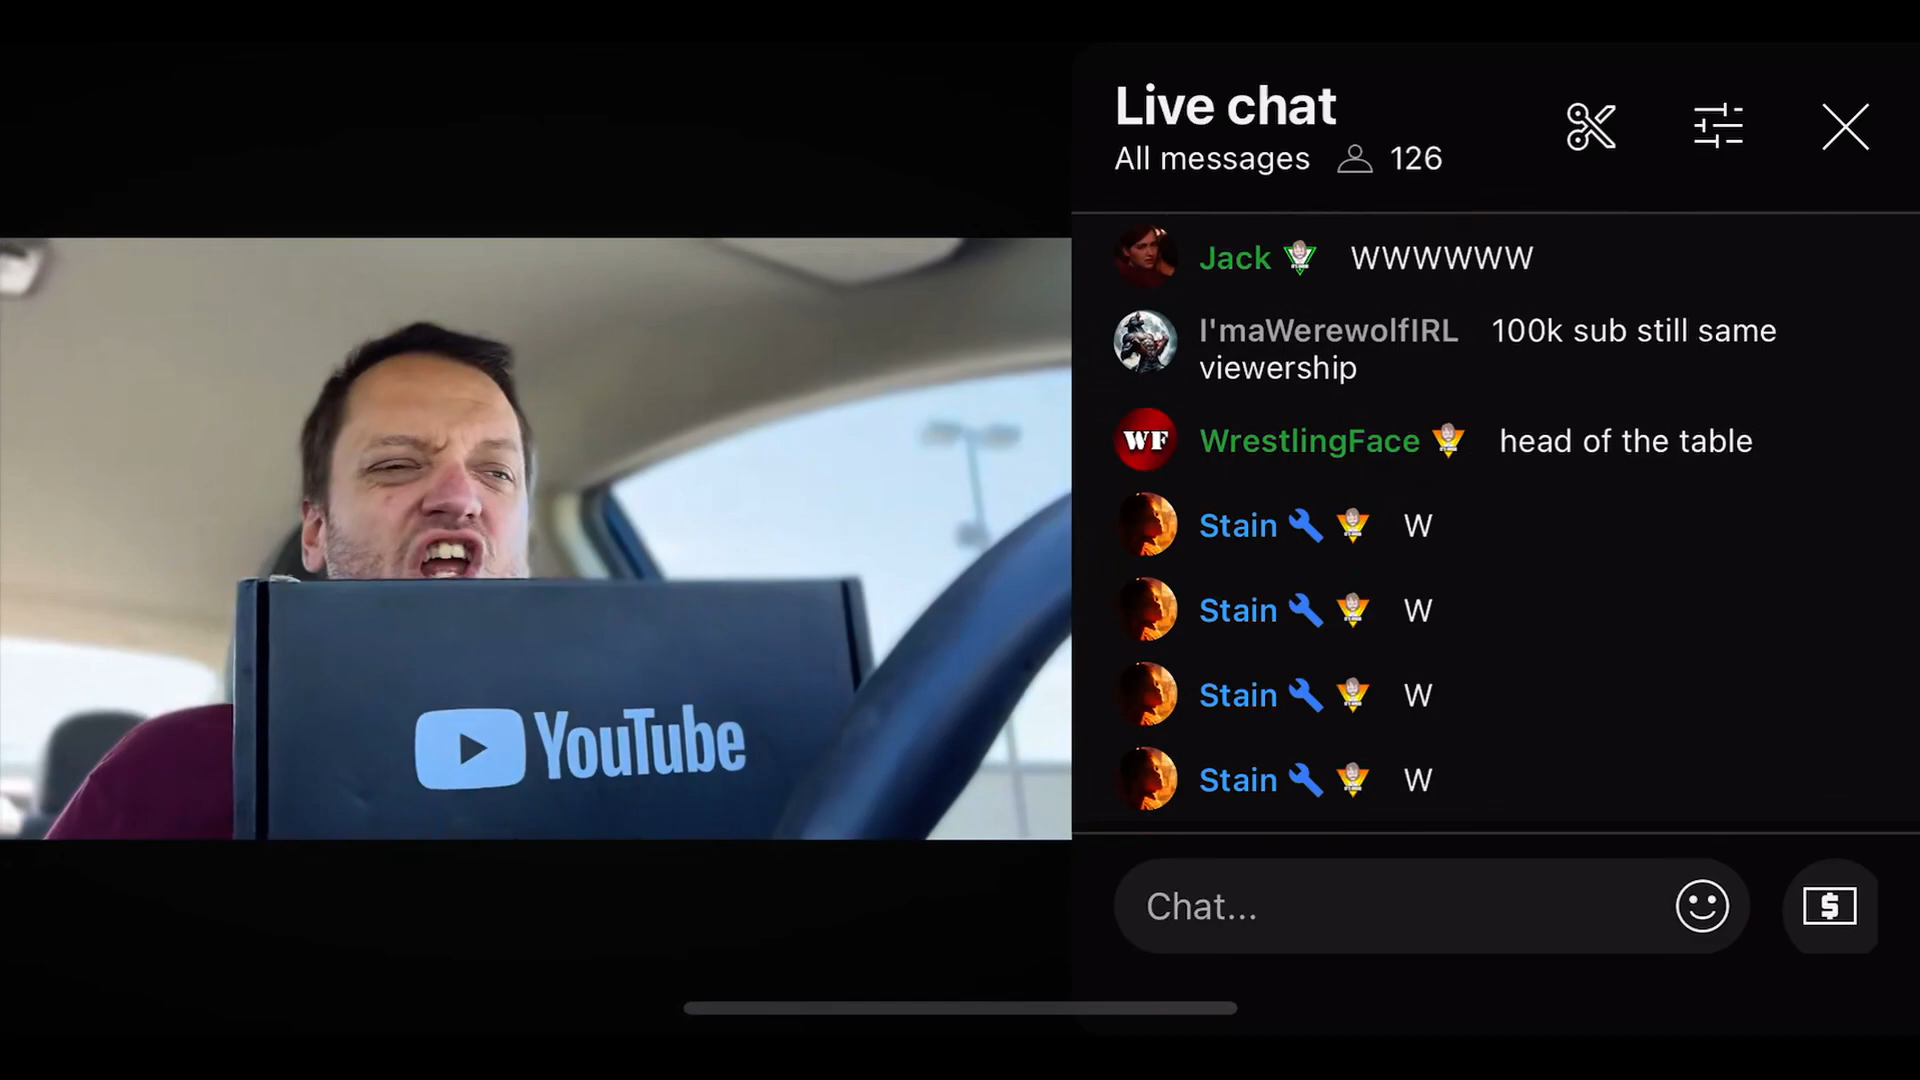 Live chat
All messages 126
Jack WWWWWW
I'maWerewolfIRL 100k sub still same
viewership
WF WrestlingFace head of the table
Stain W
Stain W
Stain W
Stain W
YouTube
Chat...
$